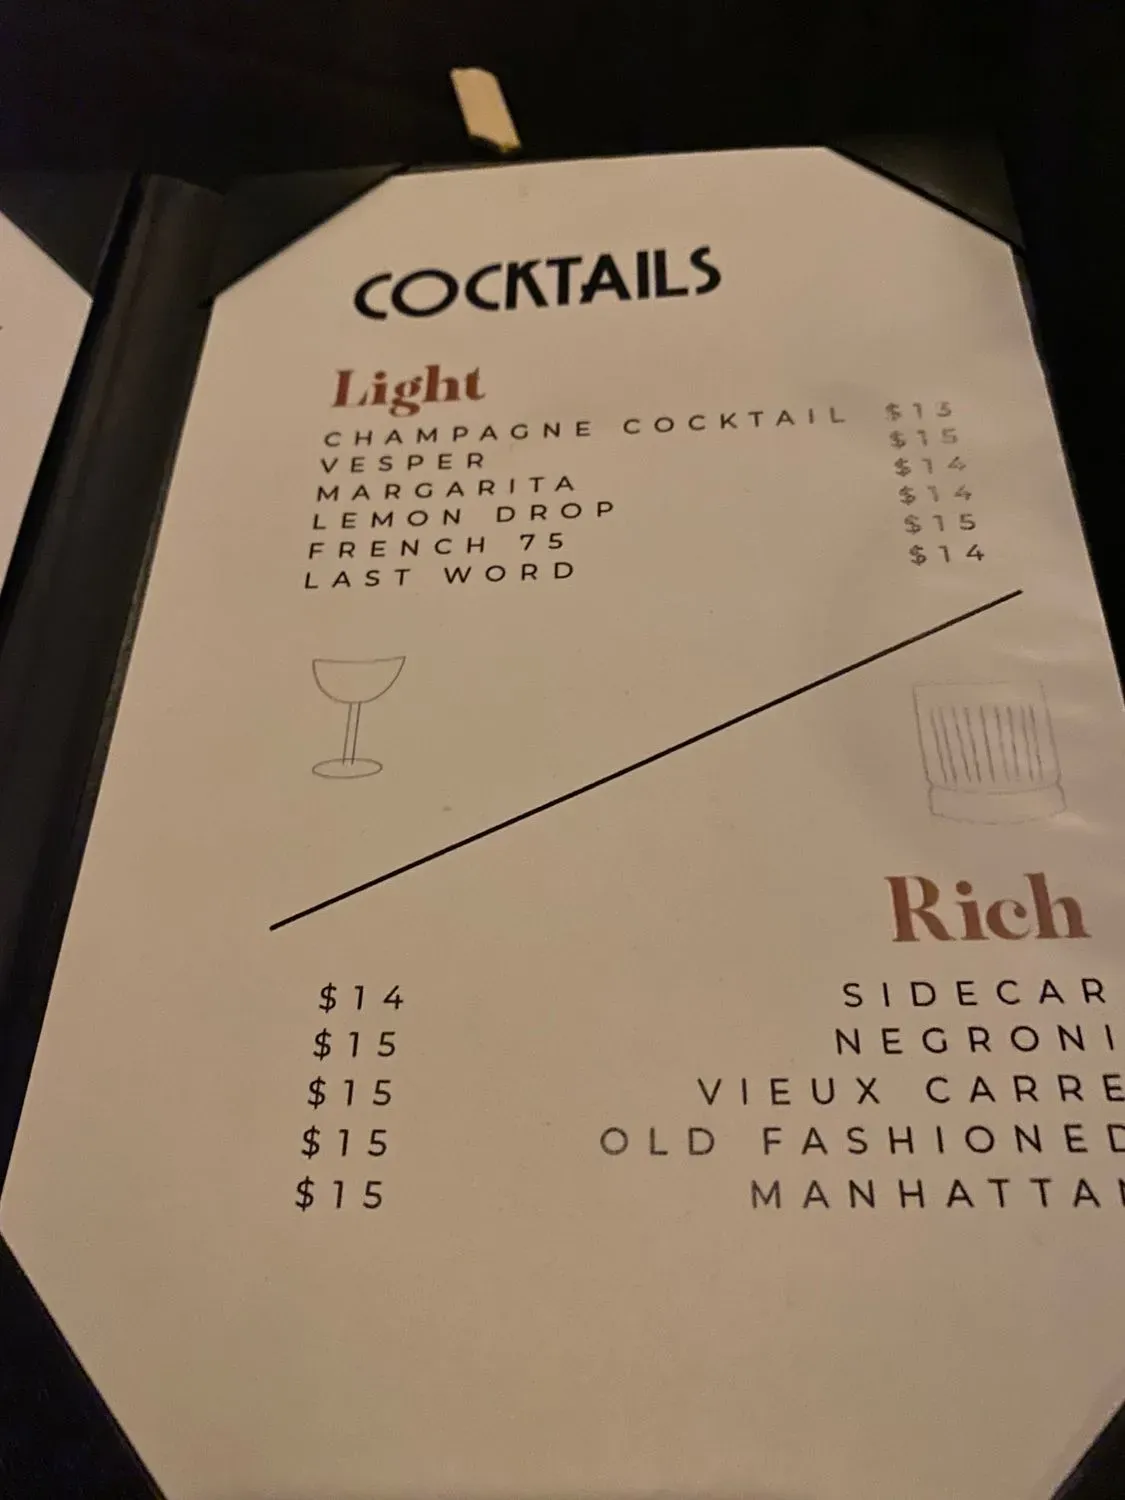 COCKTAILS
Light
CHAMPAGNE COCKTAIL $13
VESPER $15
MARGARITA $14
LEMON DROP $14
FRENCH 75 $15
LAST WORD $14
Rich
$14 SIDECAR
$15 NEGRONI
$15 VIEUX CARRE
$15 OLD FASHIONED
$15 MANHATTAN